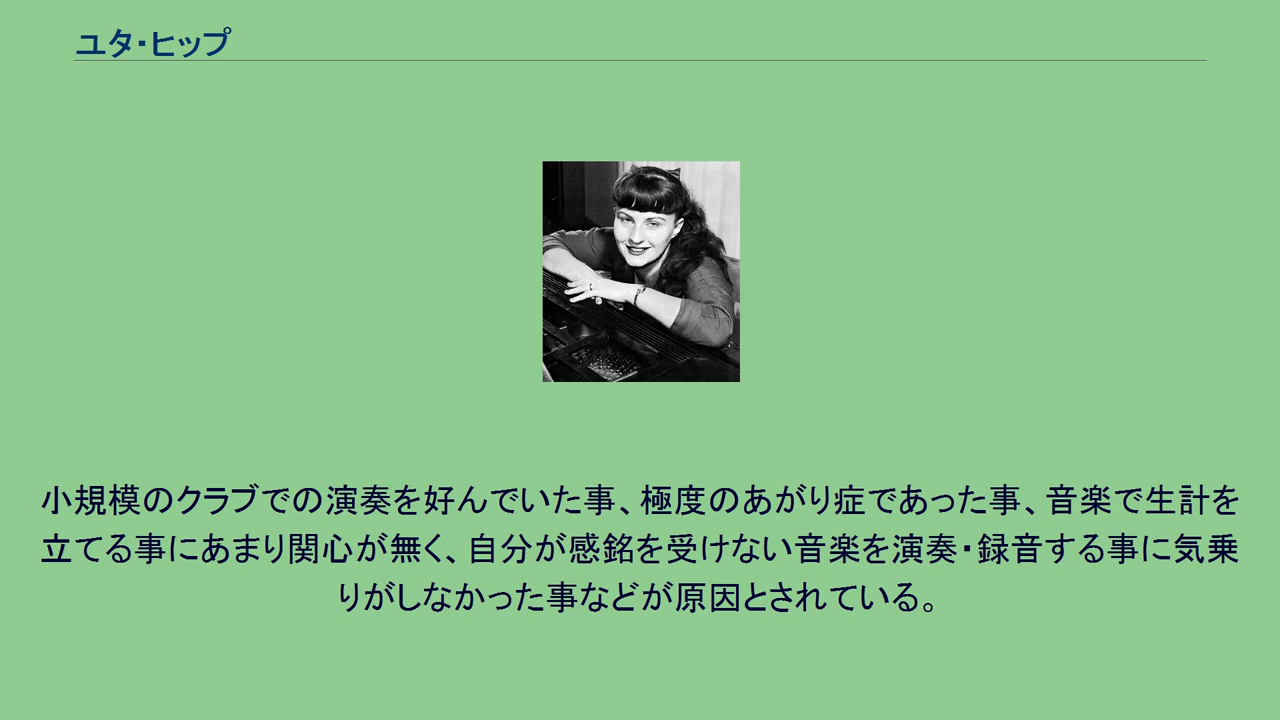 ユタ・ヒップ
小規模のクラブでの演奏を好んでいた事、極度のあがり症であった事、音楽で生計を
立てる事にあまり関心が無く、自分が感銘を受けない音楽を演奏・録音する事に気乗
りがしなかった事などが原因とされている。